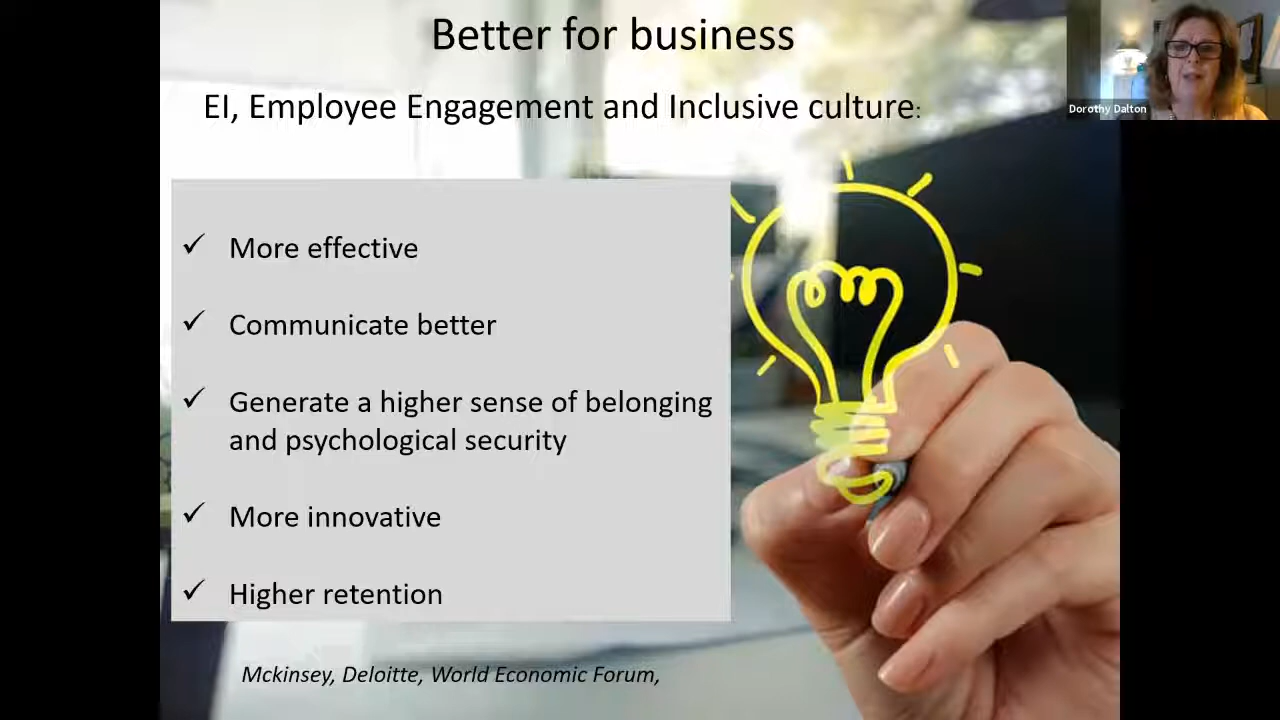 Better for business
Dorothy Dalton
EI, Employee Engagement and Inclusive culture:
✓ More effective
✓ Communicate better
✓ Generate a higher sense of belonging
and psychological security
✓ More innovative
✓ Higher retention
Mckinsey, Deloitte, World Economic Forum,